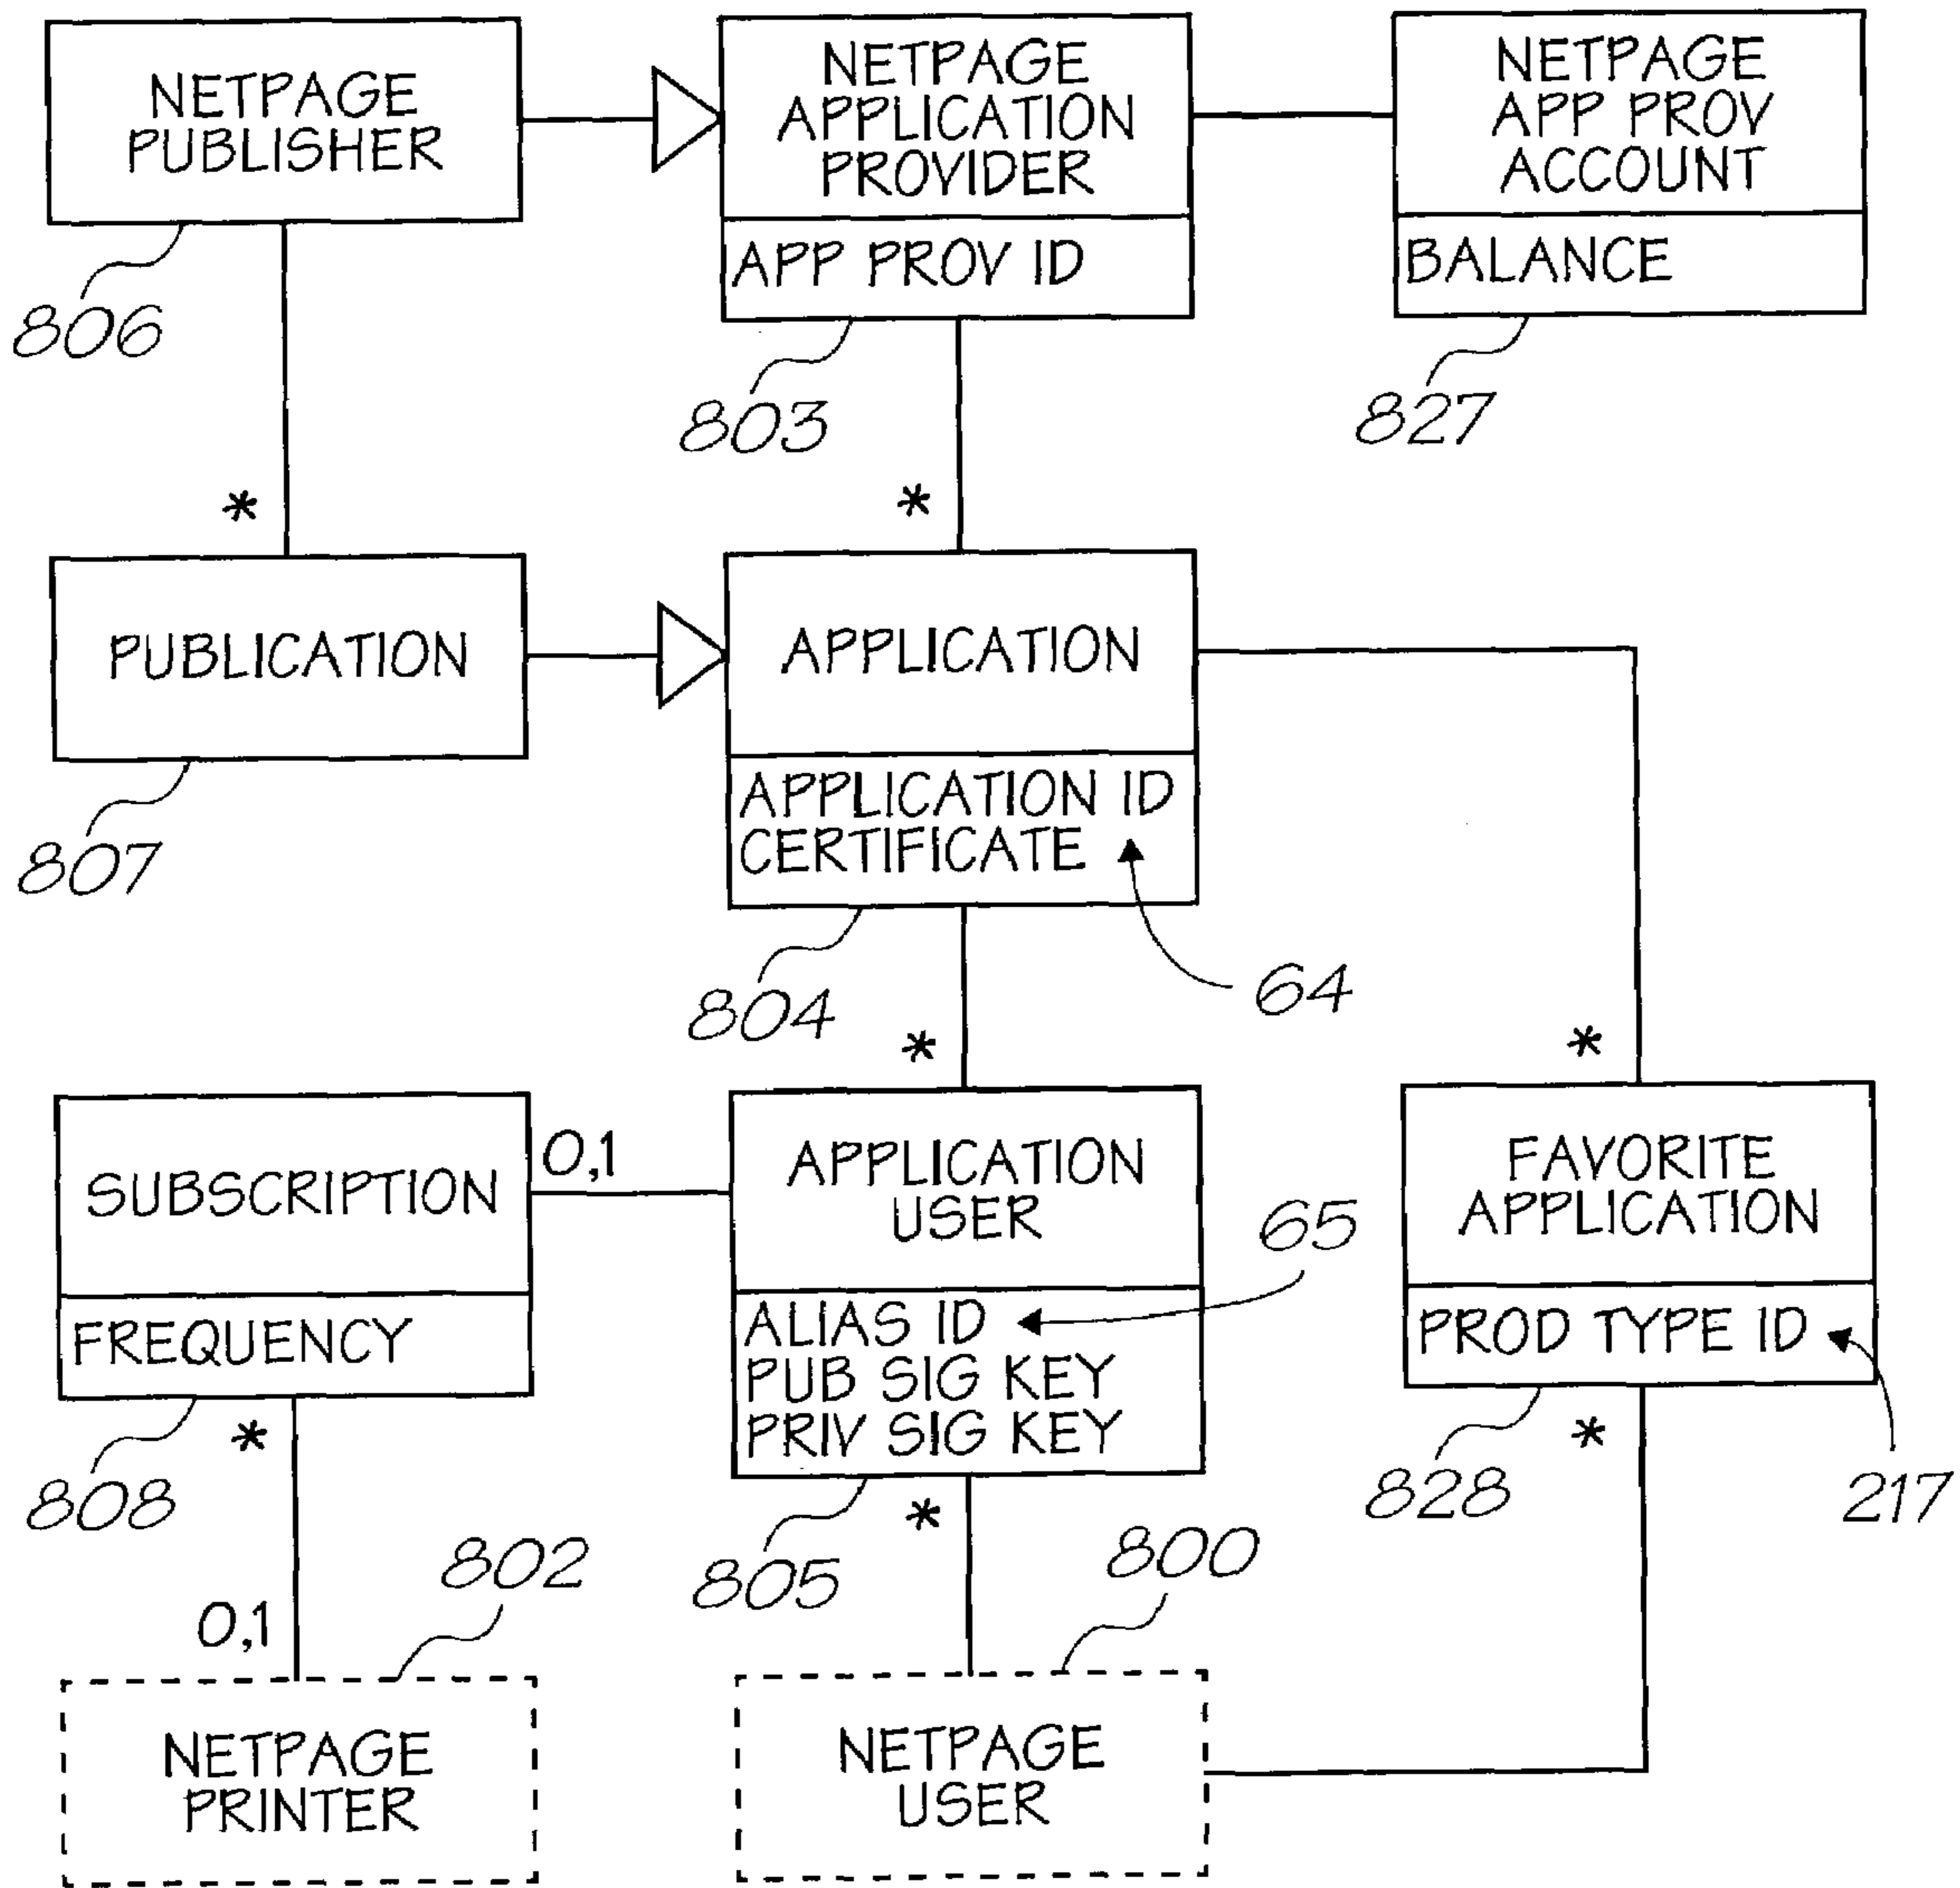 NETPAGE
PUBLISHER
806
NETPAGE
APPLICATION
PROVIDER
APP PROV ID
803
NETPAGE
APP PROV
ACCOUNT
BALANCE
827
*
*
PUBLICATION
807
APPLICATION
APPLICATION ID
CERTIFICATE
804
64
*
*
SUBSCRIPTION
0,1
FREQUENCY
808
*
APPLICATION
USER
65
ALIAS ID
PUB SIG KEY
PRIV SIG KEY
805
*
FAVORITE
APPLICATION
PROD TYPE ID
828
*
217
802
0,1
800
NETPAGE
PRINTER
NETPAGE
USER